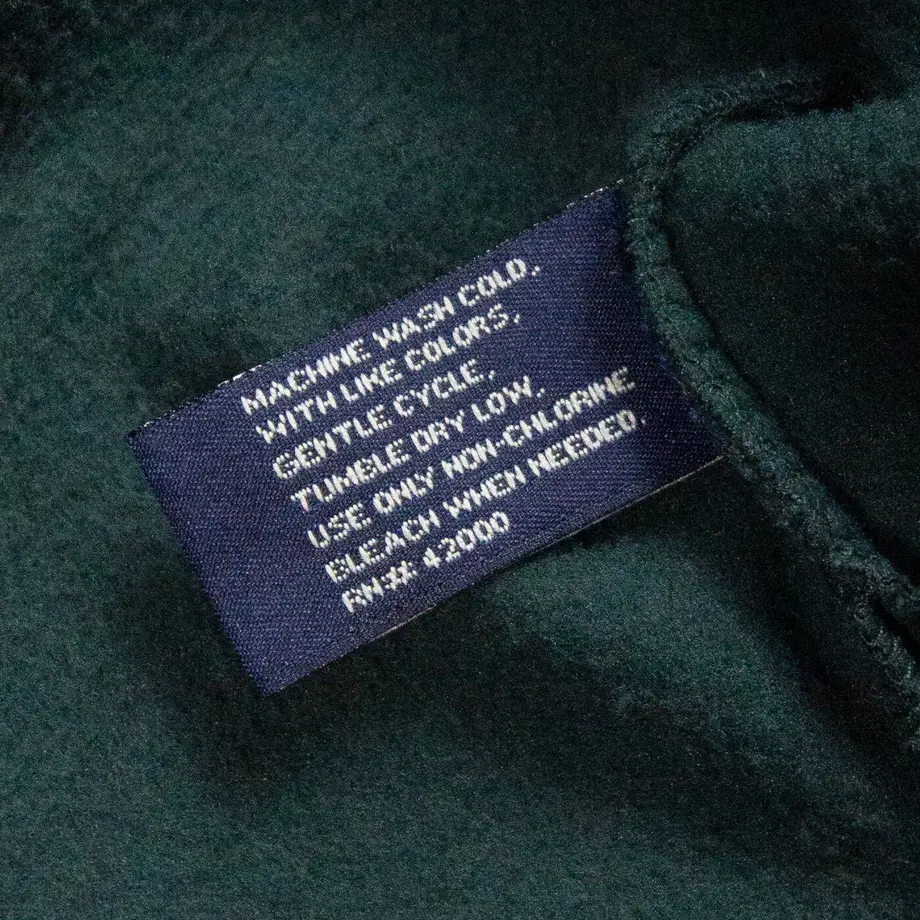 MACHINE WASH COLD,
WITH LIKE COLORS,
GENTLE CYCLE,
TUMBLE DRY LOW,
USE ONLY NON-CHLORINE
BLEACH WHEN NEEDED.
RN# 42000